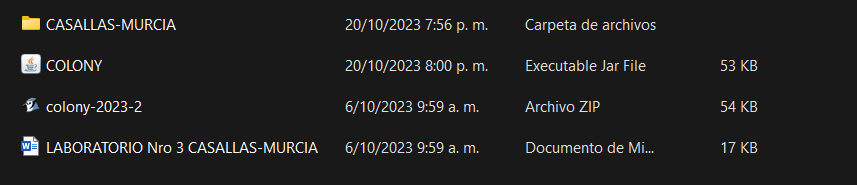 CASALLAS-MURCIA 20/10/2023 7:56 p. m. Carpeta de archivos
COLONY 20/10/2023 8:00 p. m. Executable Jar File 53 KB
colony-2023-2 6/10/2023 9:59 a. m. Archivo ZIP 54 KB
LABORATORIO Nro 3 CASALLAS-MURCIA 6/10/2023 9:59 a. m. Documento de Mi... 17 KB